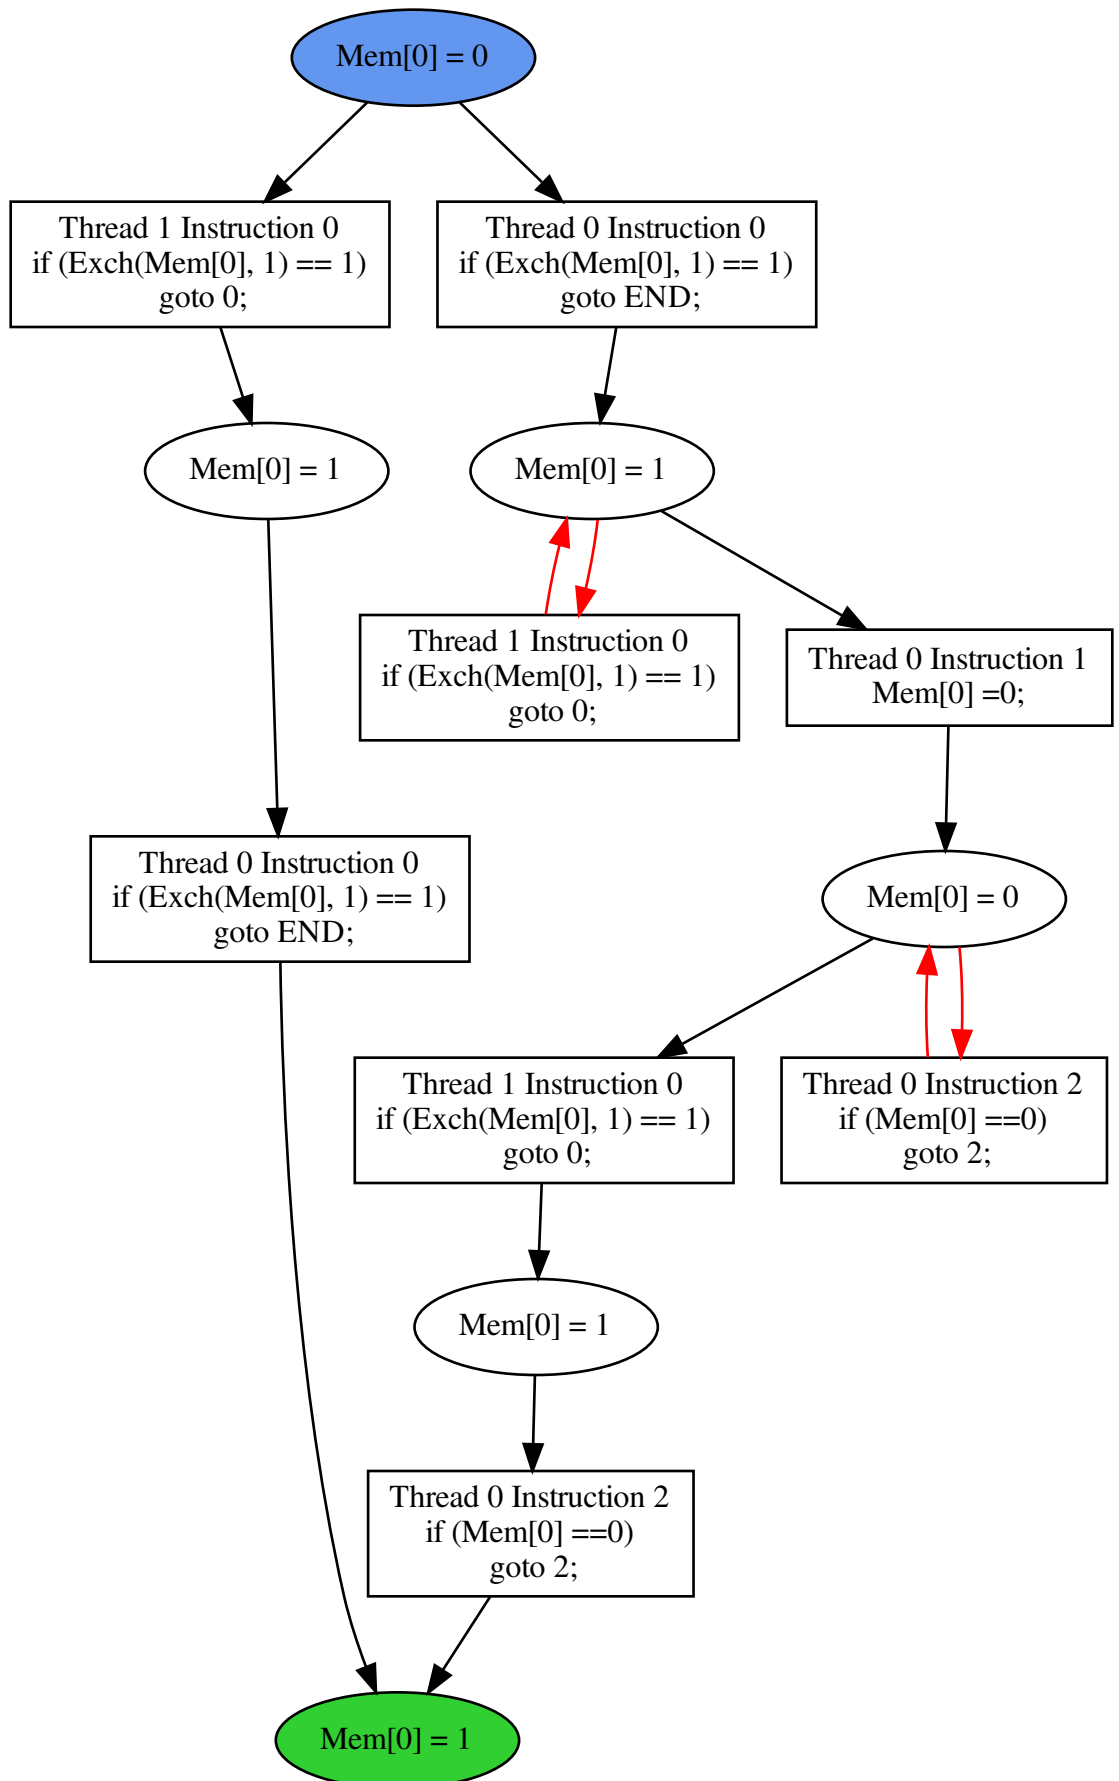 Mem[0] = 0
Thread 1 Instruction 0
if (Exch(Mem[0], 1) == 1)
goto 0;
Thread 0 Instruction 0
if (Exch(Mem[0], 1) == 1)
goto END;
Mem[0] = 1
Mem[0] = 1
Thread 1 Instruction 0
if (Exch(Mem[0], 1) == 1)
goto 0;
Thread 0 Instruction 1
Mem[0] =0;
Thread 0 Instruction 0
if (Exch(Mem[0], 1) == 1)
goto END;
Mem[0] = 0
Thread 1 Instruction 0
if (Exch(Mem[0], 1) == 1)
goto 0;
Thread 0 Instruction 2
if (Mem[0] ==0)
goto 2;
Mem[0] = 1
Thread 0 Instruction 2
if (Mem[0] ==0)
goto 2;
Mem[0] = 1